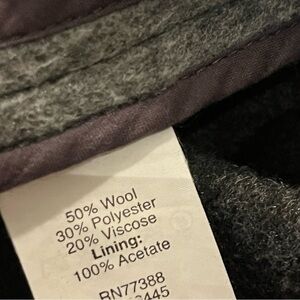 50% Wool
30% Polyester
20% Viscose
Lining:
100% Acetate
RN77388